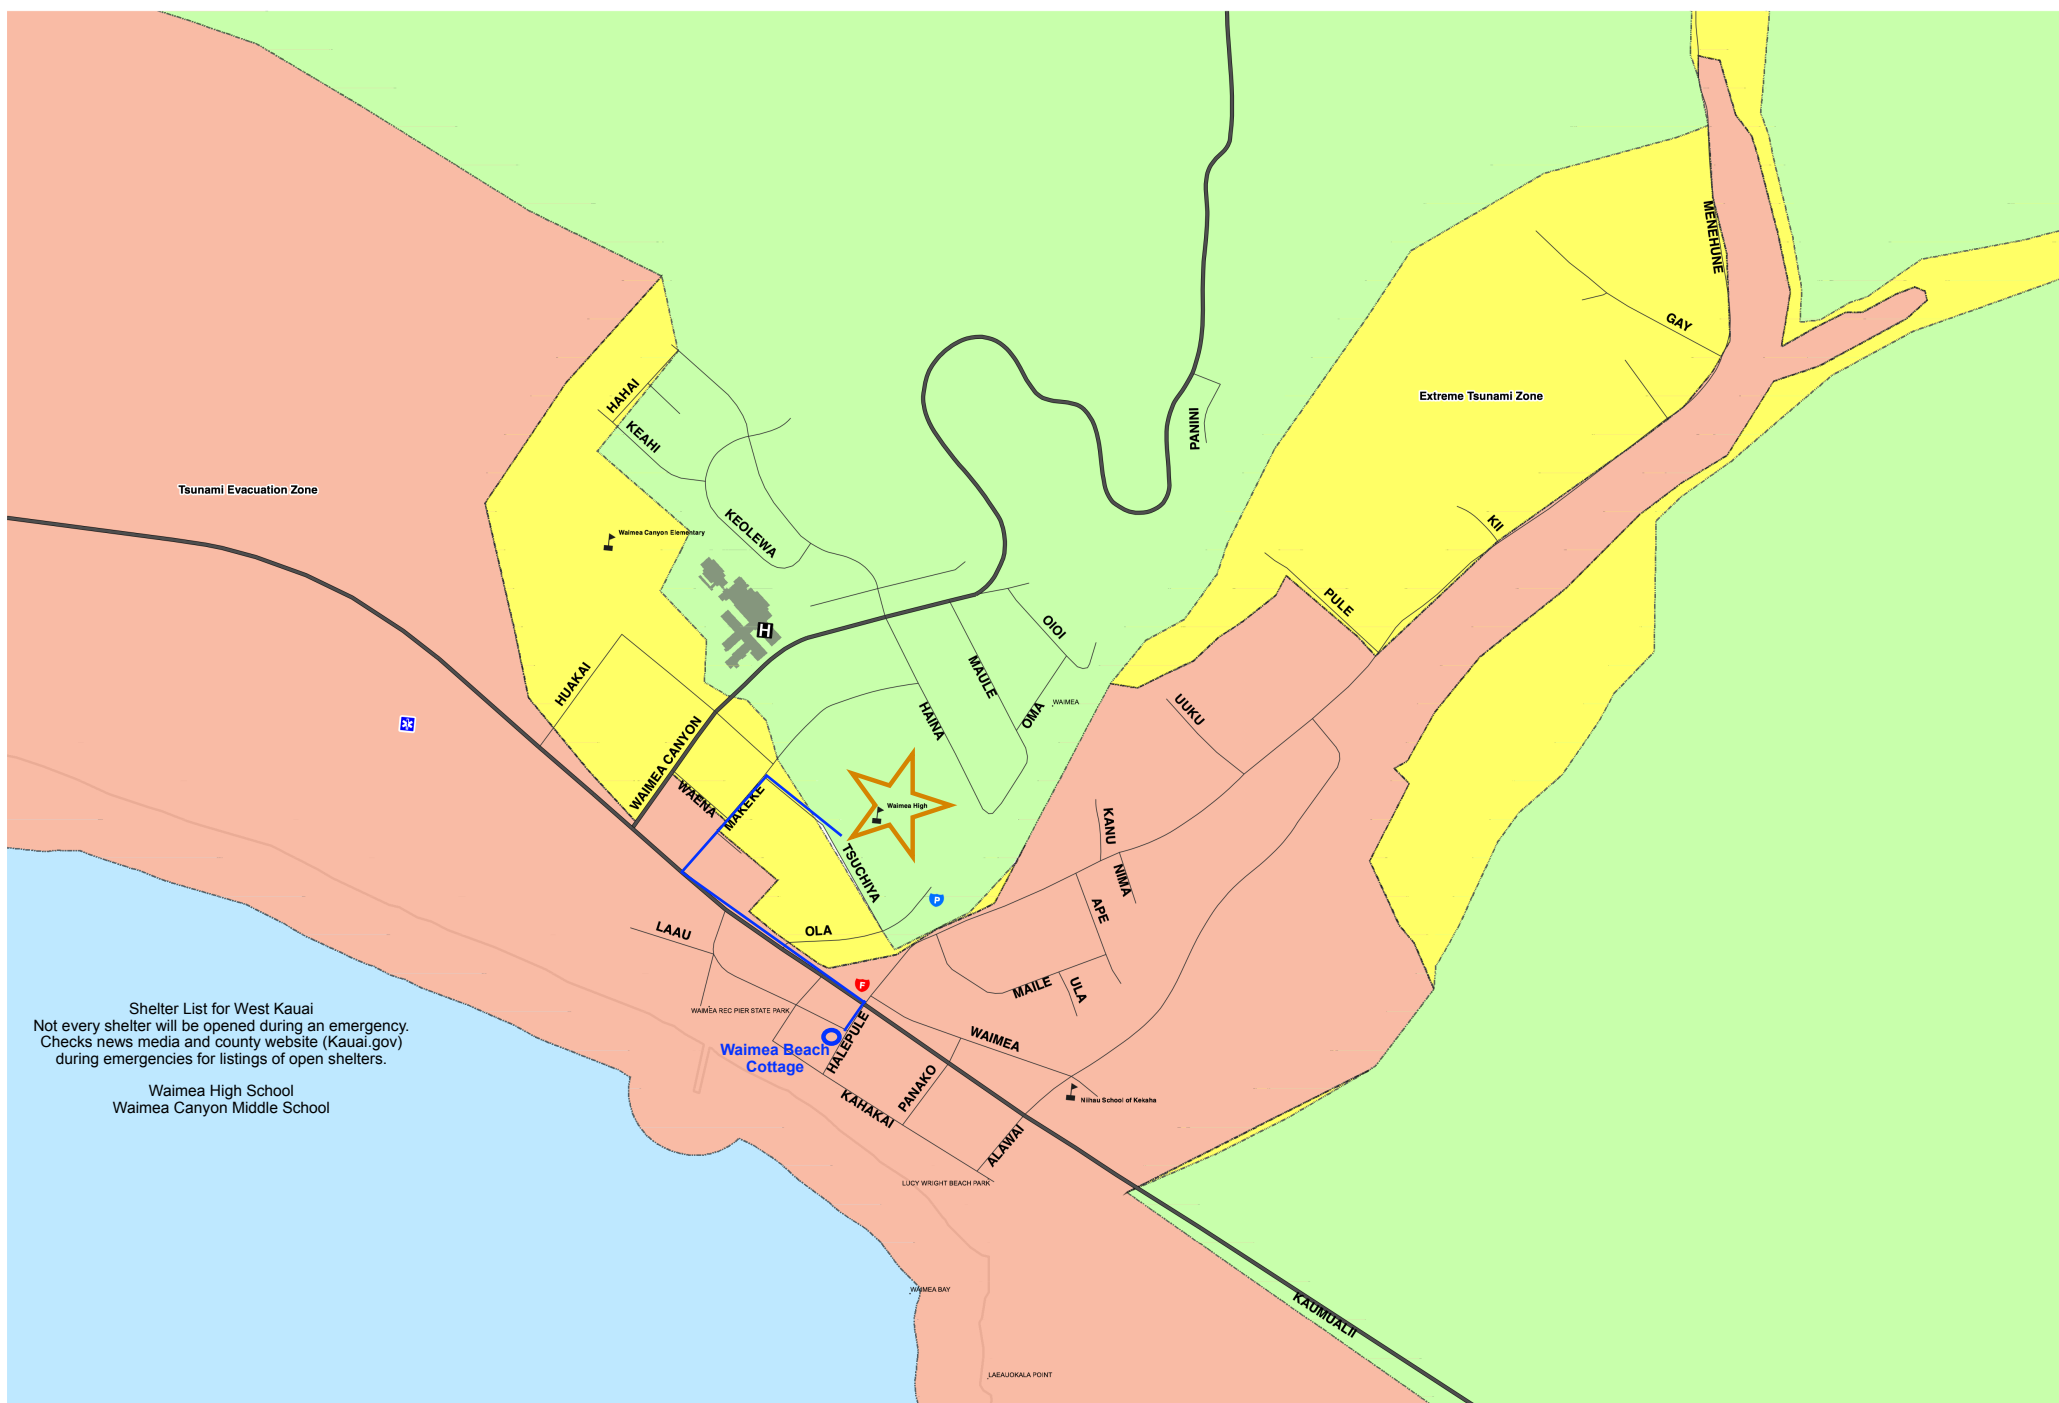 MENEHUNE
GAY
HAHAI
KEAHI
PANINI
Extreme Tsunami Zone
Tsunami Evacuation Zone
KEOLEWA
Waimea Canyon Elementary
KII
H
PULE
OIOI
MAULE
HUAKAI
HAINA
OMA
WAIMEA
UUKU
WAIMEA CANYON
WAENA
MAKEKE
Waimea High
KANU
TSUCHIYA
NIMA
P
APE
OLA
LAAU
F
MAILE
ULA
WAIMEA REC PIER STATE PARK
HALEPULE
WAIMEA
Waimea Beach
Cottage
PANAKO
KAHAKAI
Niihau School of Kekaha
ALAWAI
Shelter List for West Kauai
Not every shelter will be opened during an emergency.
Checks news media and county website (Kauai.gov)
during emergencies for listings of open shelters.
Waimea High School
Waimea Canyon Middle School
LUCY WRIGHT BEACH PARK
WAIMEA BAY
KAUMUALII
LAEAUOKALA POINT